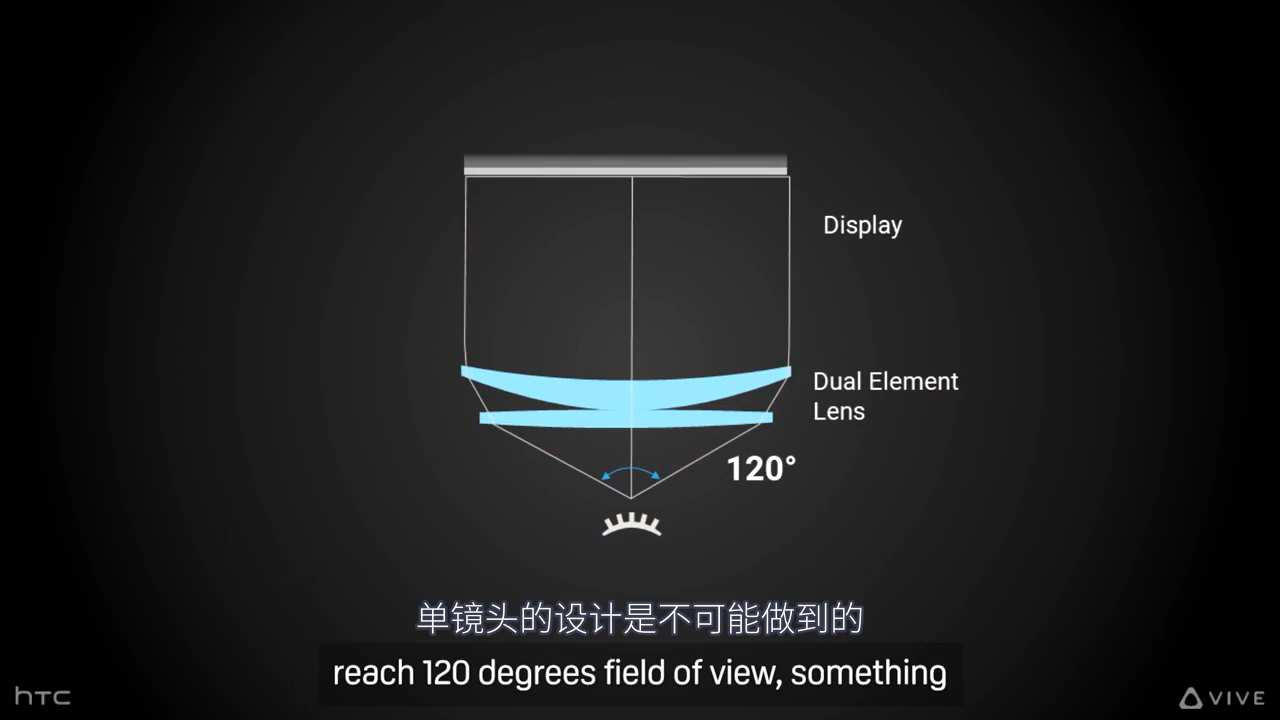 Display
Dual Element
Lens
120°
单镜头的设计是不可能做到的
reach 120 degrees field of view, something
hTC
VIVE